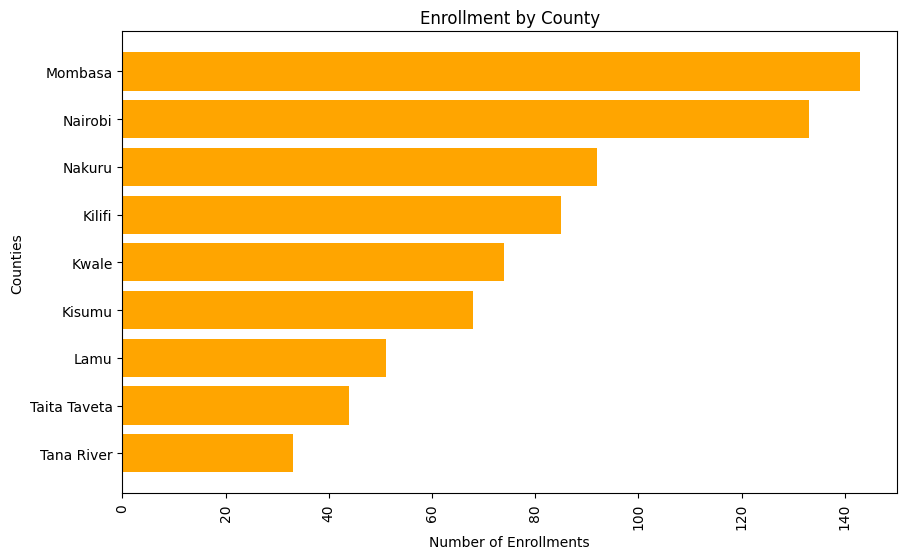 Enrollment by County
Counties
Mombasa
Nairobi
Nakuru
Kilifi
Kwale
Kisumu
Lamu
Taita Taveta
Tana River
0 20 40 60 80 100 120 140
Number of Enrollments